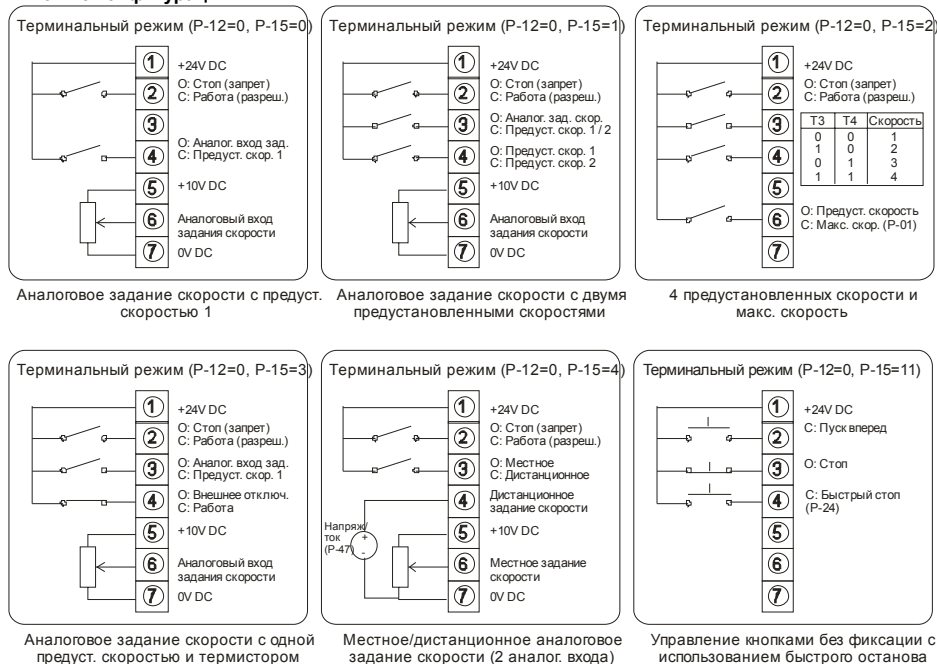 Терминальный режим (P-12=0, P-15=0)
1
+24V DC
2
О: Стоп (запрет)
С: Работа (разреш.)
3
4
О: Аналог. вход зад.
С: Предуст. скор. 1
5
+10V DC
6
Аналоговый вход
задания скорости
7
0V DC
Аналоговое задание скорости с предуст.
скоростью 1
Терминальный режим (P-12=0, P-15=1)
1
+24V DC
2
О: Стоп (запрет)
С: Работа (разреш.)
3
О: Аналог. зад. скор.
С: Предуст. скор. 1 / 2
4
О: Предуст. скор. 1
С: Предуст. скор. 2
5
+10V DC
6
Аналоговый вход
задания скорости
7
0V DC
Аналоговое задание скорости с двумя
предустановленными скоростями
Терминальный режим (P-12=0, P-15=2)
1
+24V DC
2
О: Стоп (запрет)
С: Работа (разреш.)
3
4
T3 T4 Скорость
0 0 1
1 0 2
0 1 3
1 1 4
5
6
О: Предуст. скорость
С: Макс. скор. (P-01)
7
4 предустановленных скорости и
макс. скорость
Терминальный режим (P-12=0, P-15=3)
1
+24V DC
2
О: Стоп (запрет)
С: Работа (разреш.)
3
О: Аналог. вход зад.
С: Предуст. скор. 1
4
О: Внешнее отключ.
С: Работа
5
+10V DC
6
Аналоговый вход
задания скорости
7
0V DC
Аналоговое задание скорости с одной
предуст. скоростью и термистором
Терминальный режим (P-12=0, P-15=4)
1
+24V DC
2
О: Стоп (запрет)
С: Работа (разреш.)
3
О: Местное
С: Дистанционное
4
Дистанционное
задание скорости
Напряж/
ток
(P-47)
+
-
5
+10V DC
6
Местное задание
скорости
7
0V DC
Местное/дистанционное аналоговое
задание скорости (2 аналог. входа)
Терминальный режим (P-12=0, P-15=11)
1
+24V DC
2
С: Пуск вперед
3
О: Стоп
4
С: Быстрый стоп
(P-24)
5
6
7
Управление кнопками без фиксации с
использованием быстрого останова